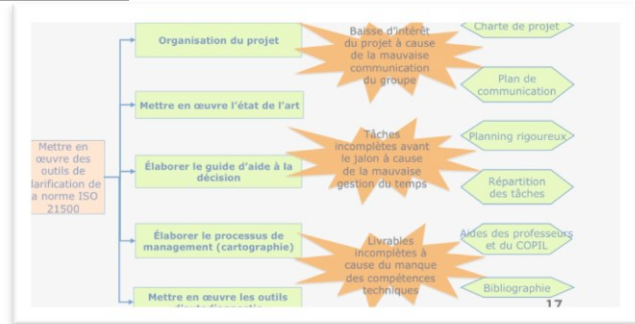 Mettre en
œuvre des
outils de
larification de
a norme ISO
21500
Organisation du projet
Mettre en œuvre l'état de l'art
Élaborer le guide d'aide à la
décision
Élaborer le processus de
management (cartographie)
Mettre en œuvre les outils
d'autodiagnostic
Baisse d'intérêt
du projet à cause
de la mauvaise
communication
du groupe
Tâches
incomplètes avant
le jalon à cause
de la mauvaise
gestion du temps
Livrables
incomplètes à
cause du manque
des compétences
techniques
Charte de projet
Plan de
communication
Planning rigoureux
Répartition
des tâches
Aides des professeurs
et du COPIL
Bibliographie
17